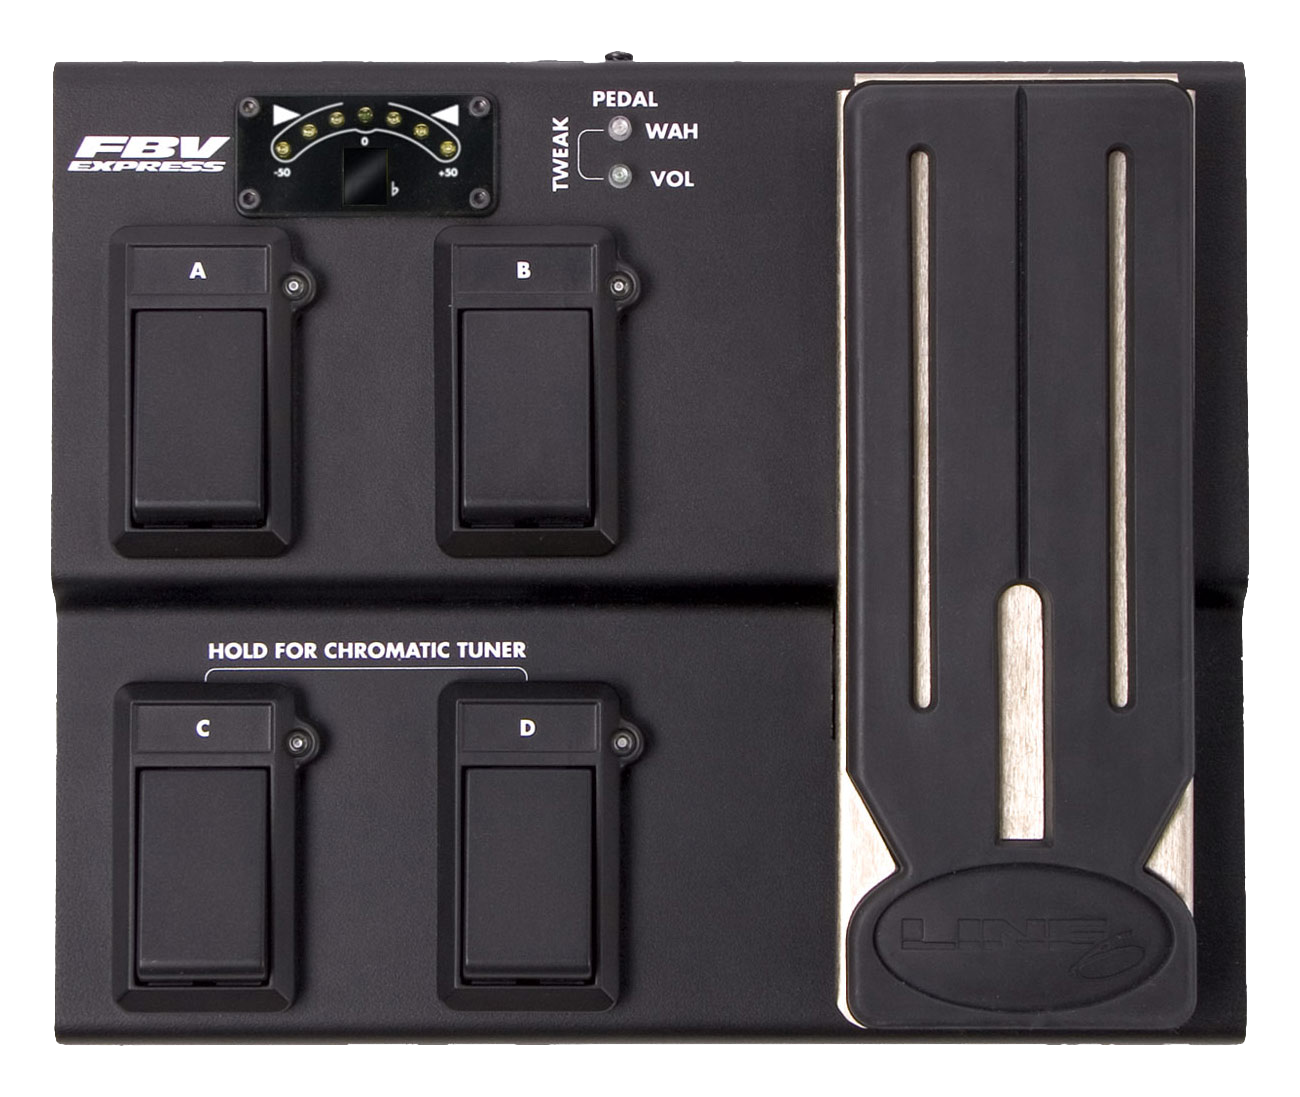 PEDAL
WAH
TWEAK
VOL
FBV
EXPRESS
0
-50
+50
♭
A
B
HOLD FOR CHROMATIC TUNER
C
D
LINE 6